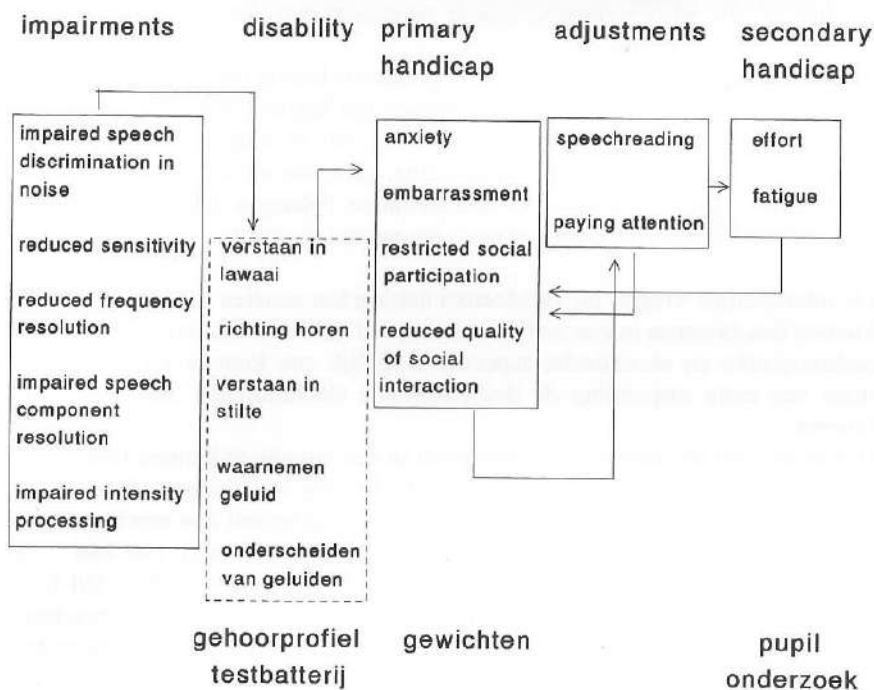 impairments
disability
primary
handicap
adjustments
secondary
handicap
impaired speech
discrimination in
noise
reduced sensitivity
reduced frequency
resolution
impaired speech
component
resolution
impaired intensity
processing
verstaan in
lawaai
richting horen
verstaan in
stilte
waarnemen
geluid
onderscheiden
van geluiden
anxiety
embarrassment
restricted social
participation
reduced quality
of social
interaction
speechreading
paying attention
effort
fatigue
gehoorprofiel
testbatterij
gewichten
pupil
onderzoek